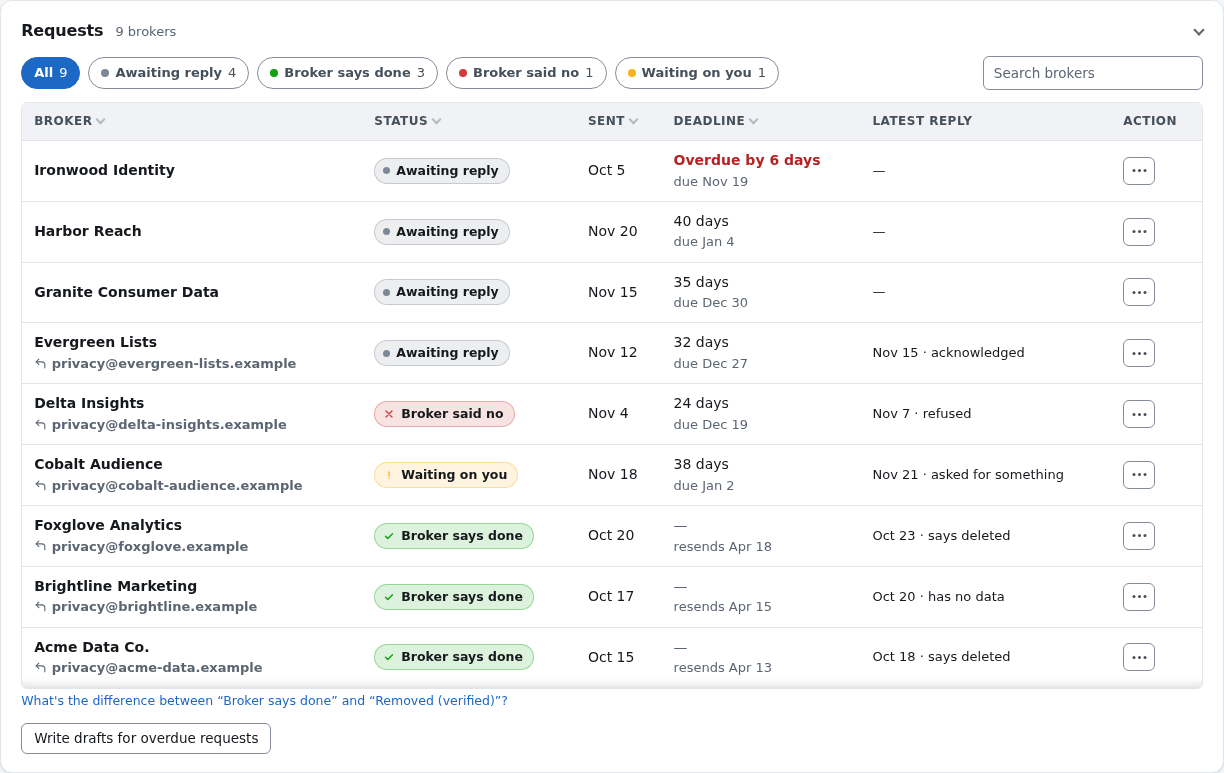 Requests 9 brokers
All 9 Awaiting reply 4 Broker says done 3 Broker said no 1 Waiting on you 1 Search brokers
BROKER STATUS SENT DEADLINE LATEST REPLY ACTION
Ironwood Identity Awaiting reply Oct 5 Overdue by 6 days —
due Nov 19
Harbor Reach Awaiting reply Nov 20 40 days —
due Jan 4
Granite Consumer Data Awaiting reply Nov 15 35 days —
due Dec 30
Evergreen Lists Awaiting reply Nov 12 32 days Nov 15 · acknowledged
privacy@evergreen-lists.example due Dec 27
Delta Insights Broker said no Nov 4 24 days Nov 7 · refused
privacy@delta-insights.example due Dec 19
Cobalt Audience Waiting on you Nov 18 38 days Nov 21 · asked for something
privacy@cobalt-audience.example due Jan 2
Foxglove Analytics Broker says done Oct 20 — Oct 23 · says deleted
privacy@foxglove.example resends Apr 18
Brightline Marketing Broker says done Oct 17 — Oct 20 · has no data
privacy@brightline.example resends Apr 15
Acme Data Co. Broker says done Oct 15 — Oct 18 · says deleted
privacy@acme-data.example resends Apr 13
What's the difference between “Broker says done” and “Removed (verified)”?
Write drafts for overdue requests